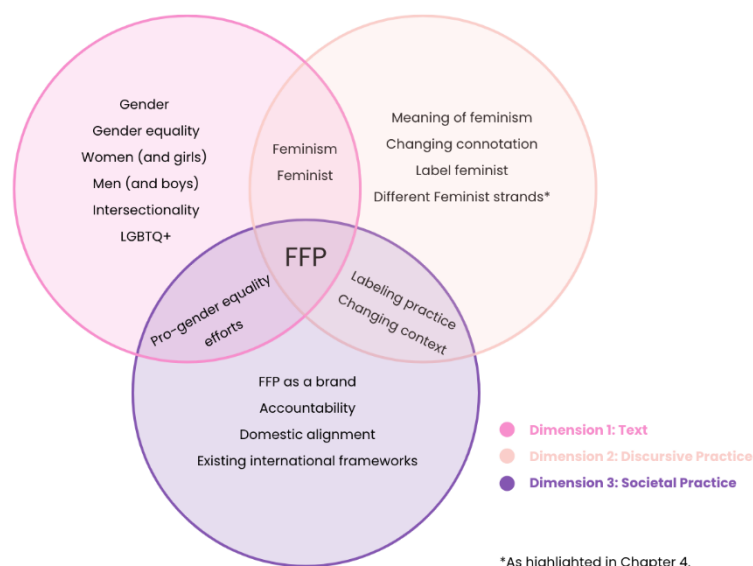 Gender
Gender equality
Women (and girls)
Men (and boys)
Intersectionality
LGBTQ+
Feminism
Feminist
Meaning of feminism
Changing connotation
Label feminist
Different Feminist strands*
FFP
Pro-gender equality
efforts
Labeling practice
Changing context
FFP as a brand
Accountability
Domestic alignment
Existing international frameworks
Dimension 1: Text
Dimension 2: Discursive Practice
Dimension 3: Societal Practice
*As highlighted in Chapter 4.